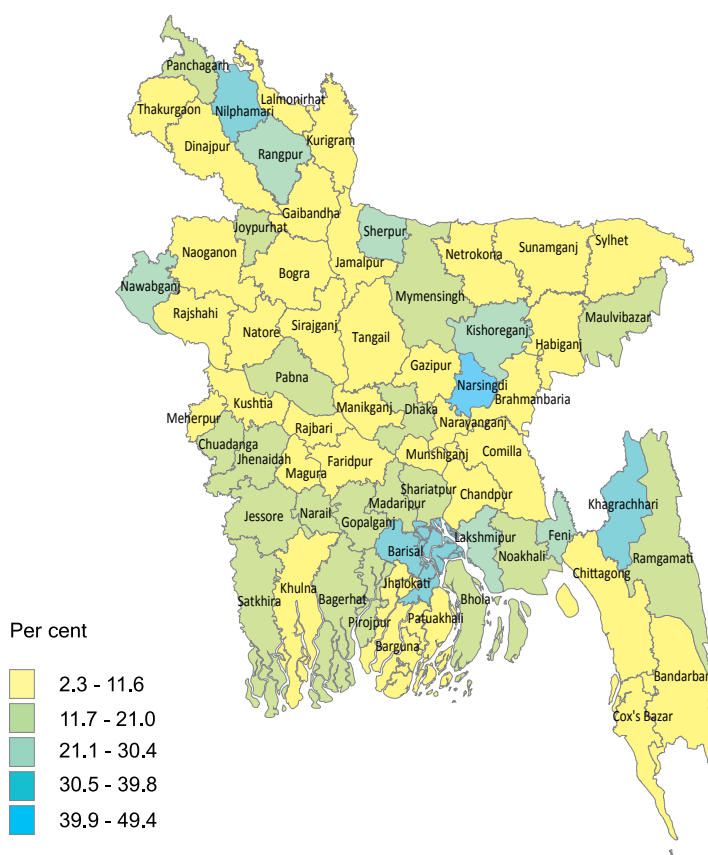 Panchagarh
Lalmonirhat
Thakurgaon
Nilphamari
Kurigram
Dinajpur
Rangpur
Gaibandha
Joypurhat
Sherpur
Naoganon
Jamalpur
Netrokona
Sunamganj
Sylhet
Bogra
Nawabganj
Mymensingh
Rajshahi
Sirajganj
Natore
Tangail
Kishoreganj
Maulvibazar
Habiganj
Gazipur
Pabna
Narsingdi
Brahmanbaria
Kushtia
Manikganj
Dhaka
Meherpur
Rajbari
Narayanganj
Chuadanga
Jhenaidah
Magura
Faridpur
Munshiganj
Comilla
Shariatpur
Chandpur
Khagrachhari
Jessore
Narail
Madaripur
Gopalganj
Lakshmipur
Feni
Barisal
Noakhali
Ramgamati
Chittagong
Satkhira
Khulna
Bagerhat
Jhalokati
Bhola
Pirojpur
Patuakhali
Barguna
Bandarban
Cox's Bazar
Per cent
2.3 - 11.6
11.7 - 21.0
21.1 - 30.4
30.5 - 39.8
39.9 - 49.4